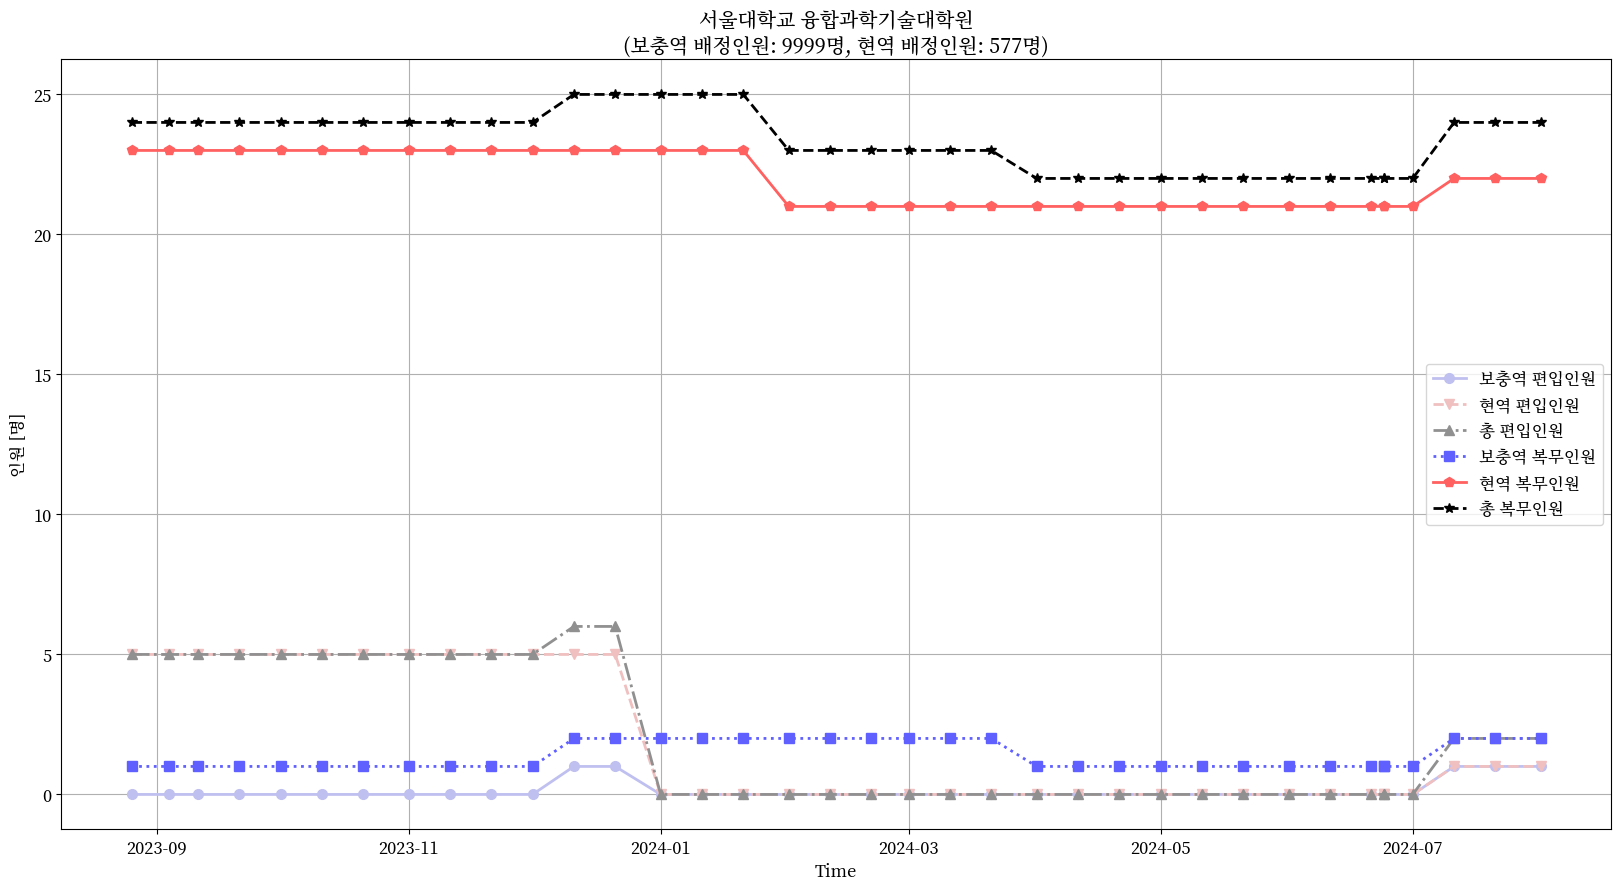 서울대학교 융합과학기술대학원
(보충역 배정인원: 9999명, 현역 배정인원: 577명)
25
20
15
10
5
0
인원 [명]
보충역 편입인원
현역 편입인원
총 편입인원
보충역 복무인원
현역 복무인원
총 복무인원
2023-09
2023-11
2024-01
2024-03
2024-05
2024-07
Time